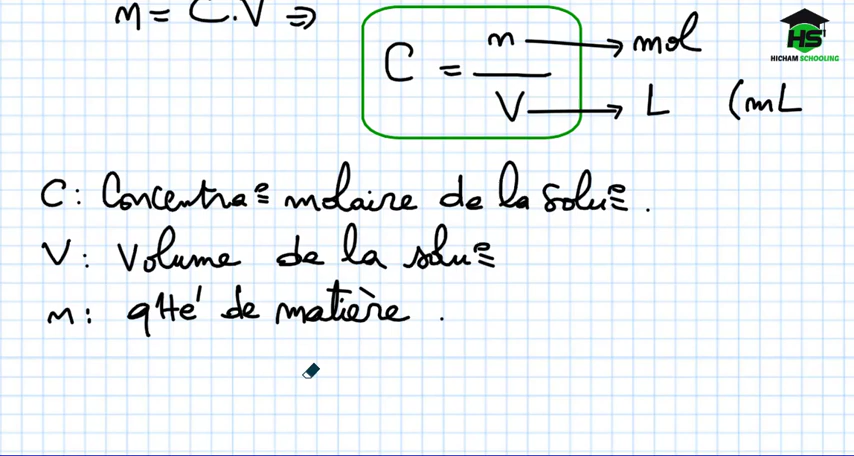 n = C.V ⇒
C = n/V
n → mol
V → L (mL
HS
HICHAM SCHOOLING
C : Concentra= molaire de la solu=.
V : Volume de la solu=
n : qtté de matière.